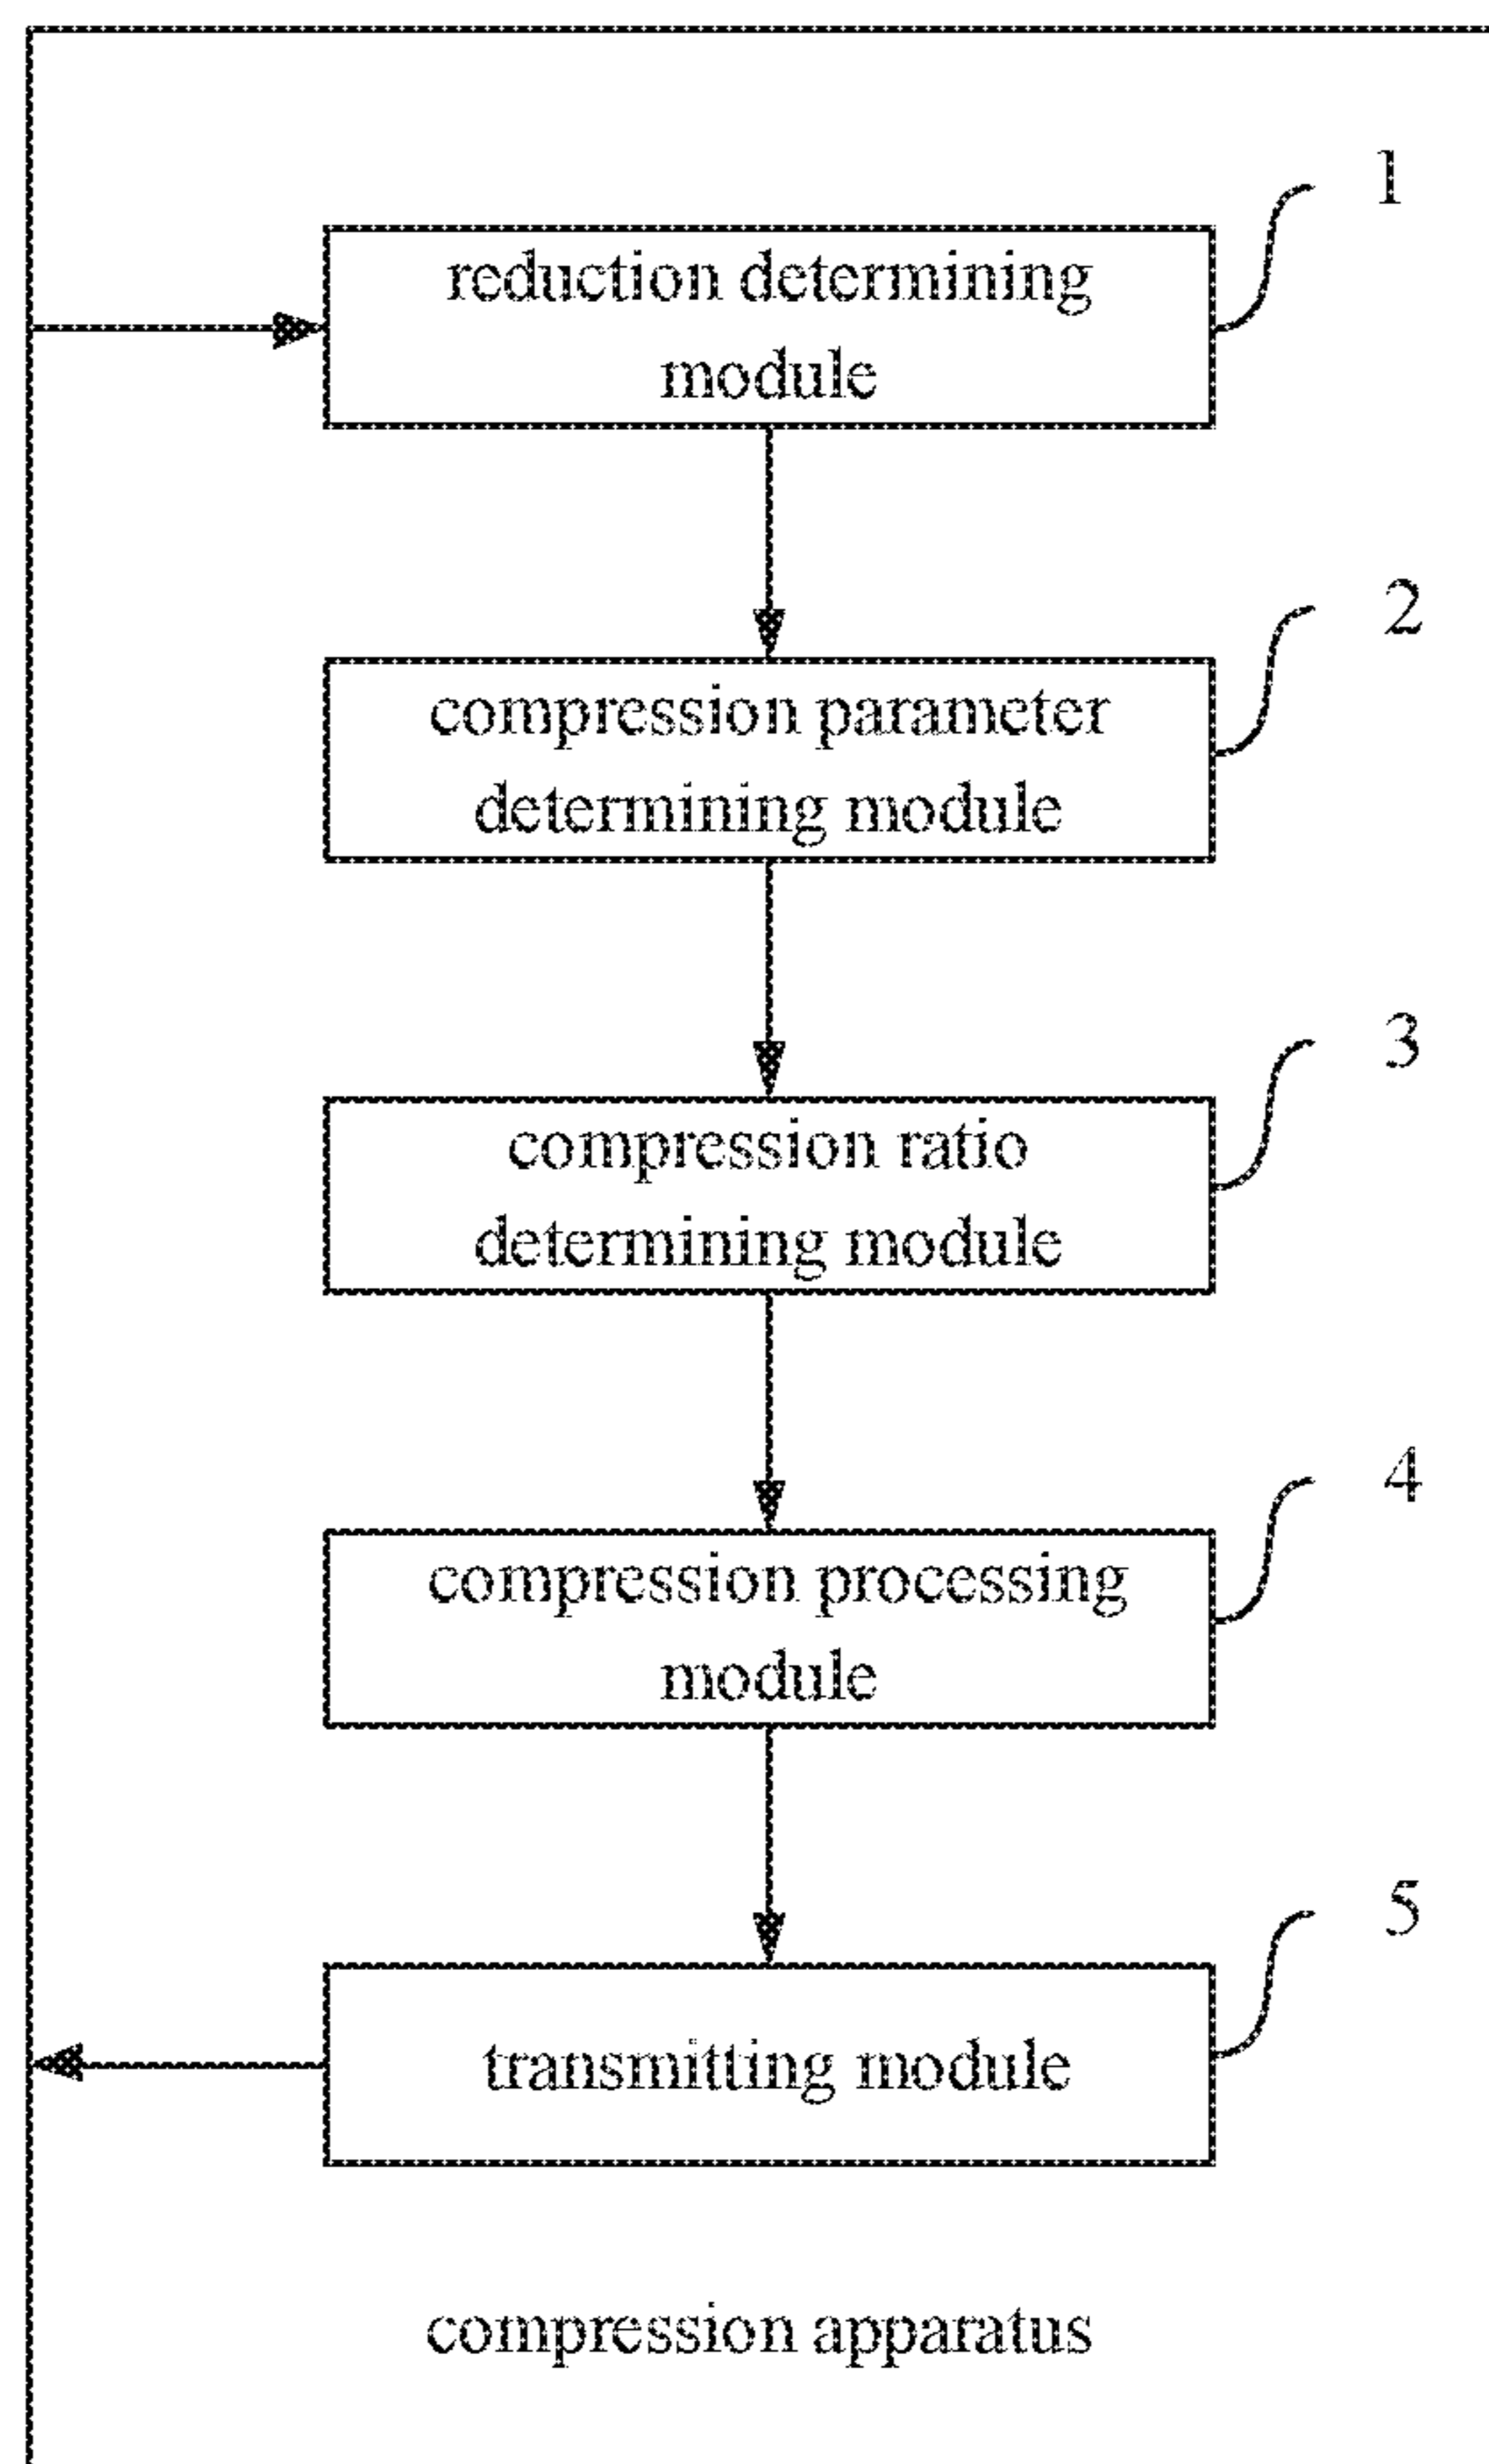 1
reduction determining
module
2
compression parameter
determining module
3
compression ratio
determining module
4
compression processing
module
5
transmitting module
compression apparatus